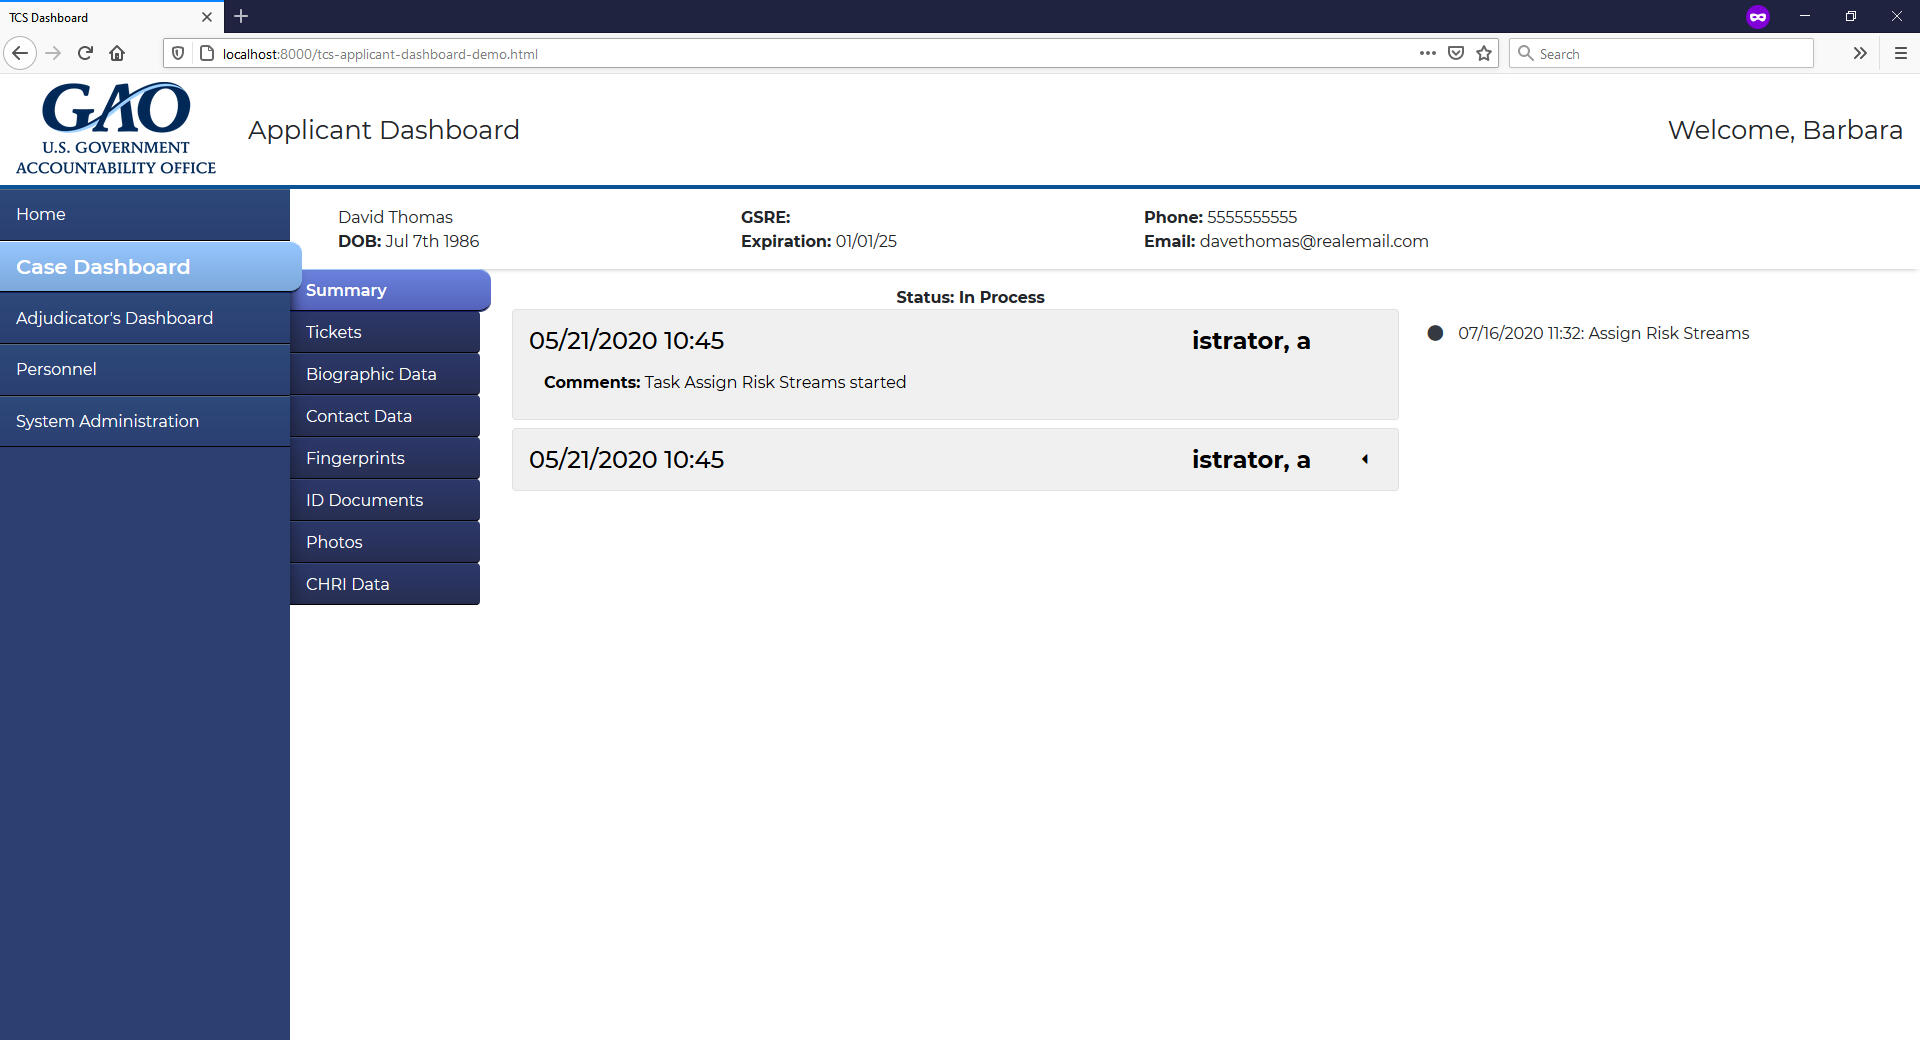 TCS Dashboard
localhost:8000/tcs-applicant-dashboard-demo.html
Search
GAO
U.S. GOVERNMENT
ACCOUNTABILITY OFFICE
Applicant Dashboard
Welcome, Barbara
Home
Case Dashboard
Adjudicator's Dashboard
Personnel
System Administration
David Thomas
DOB: Jul 7th 1986
GSRE:
Expiration: 01/01/25
Phone: 5555555555
Email: davethomas@realemail.com
Summary
Tickets
Biographic Data
Contact Data
Fingerprints
ID Documents
Photos
CHRI Data
Status: In Process
05/21/2020 10:45 istrator, a
Comments: Task Assign Risk Streams started
05/21/2020 10:45 istrator, a
07/16/2020 11:32: Assign Risk Streams